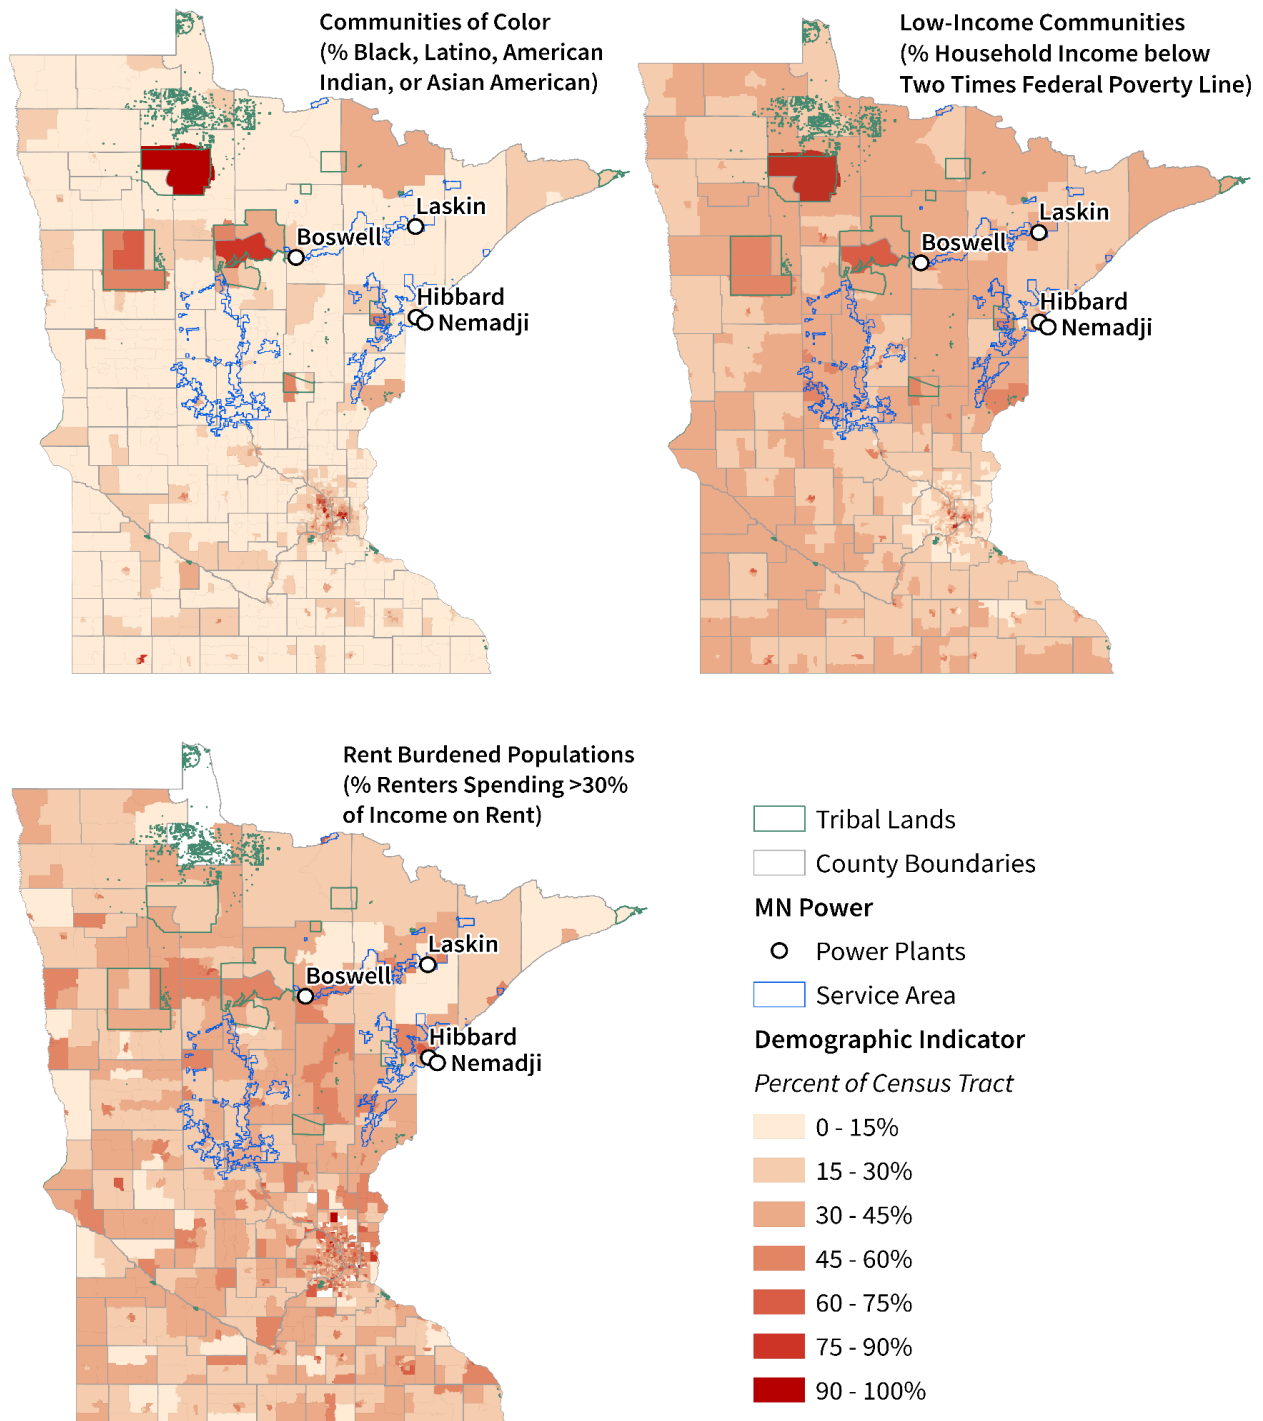 Communities of Color
(% Black, Latino, American
Indian, or Asian American)
Laskin
Boswell
Hibbard
Nemadji
Low-Income Communities
(% Household Income below
Two Times Federal Poverty Line)
Laskin
Boswell
Hibbard
Nemadji
Rent Burdened Populations
(% Renters Spending >30%
of Income on Rent)
Laskin
Boswell
Hibbard
Nemadji
Tribal Lands
County Boundaries
MN Power
Power Plants
Service Area
Demographic Indicator
Percent of Census Tract
0 - 15%
15 - 30%
30 - 45%
45 - 60%
60 - 75%
75 - 90%
90 - 100%